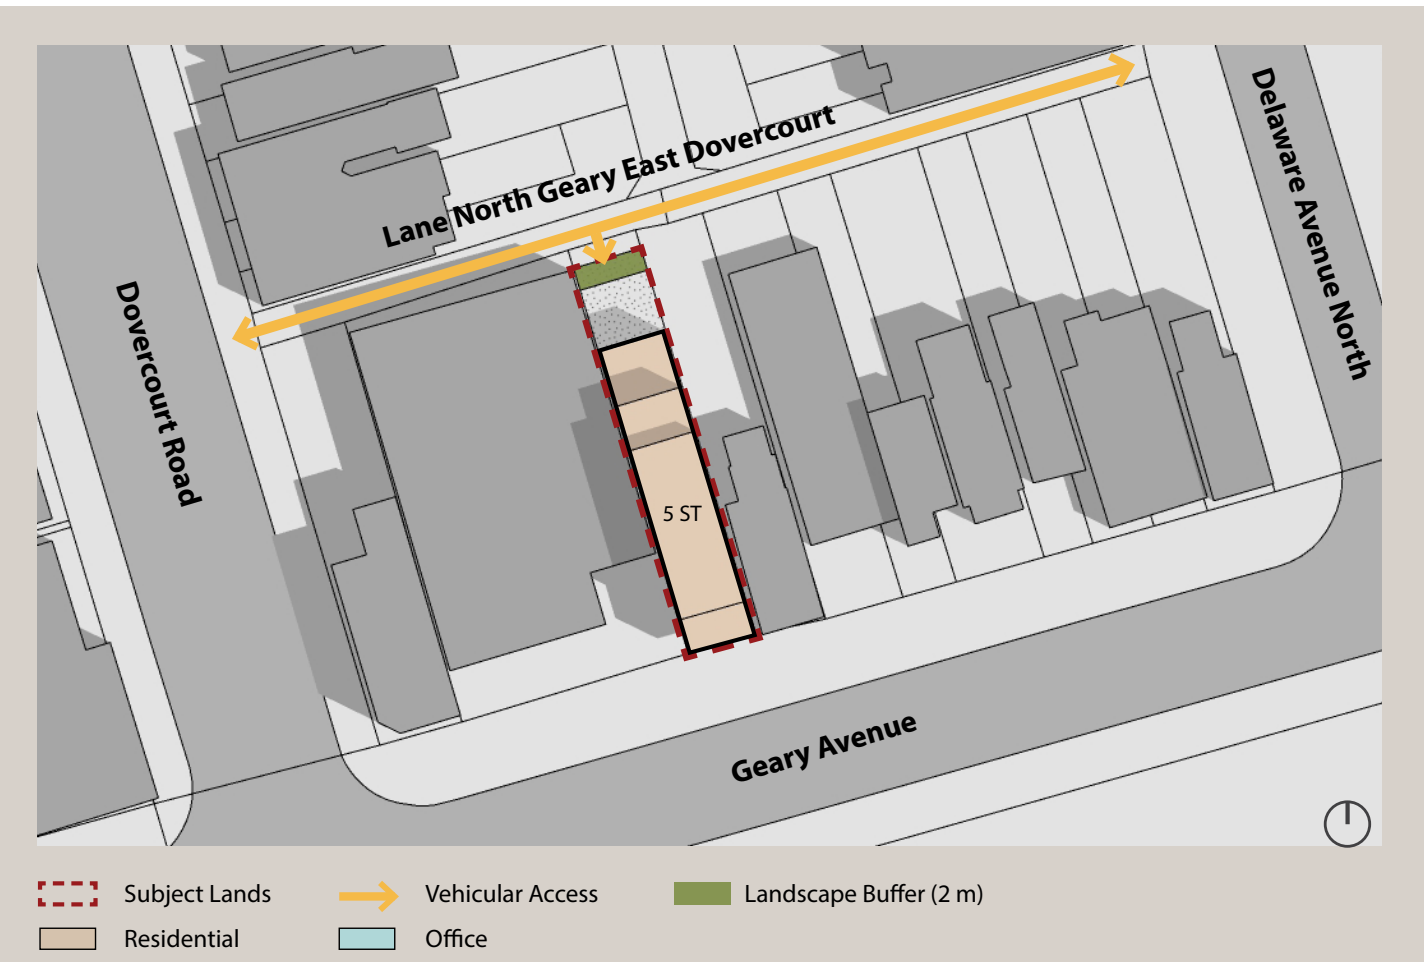 Lane North Geary East Dovercourt
Delaware Avenue North
Dovercourt Road
5 ST
Geary Avenue
Subject Lands
Vehicular Access
Landscape Buffer (2 m)
Residential
Office